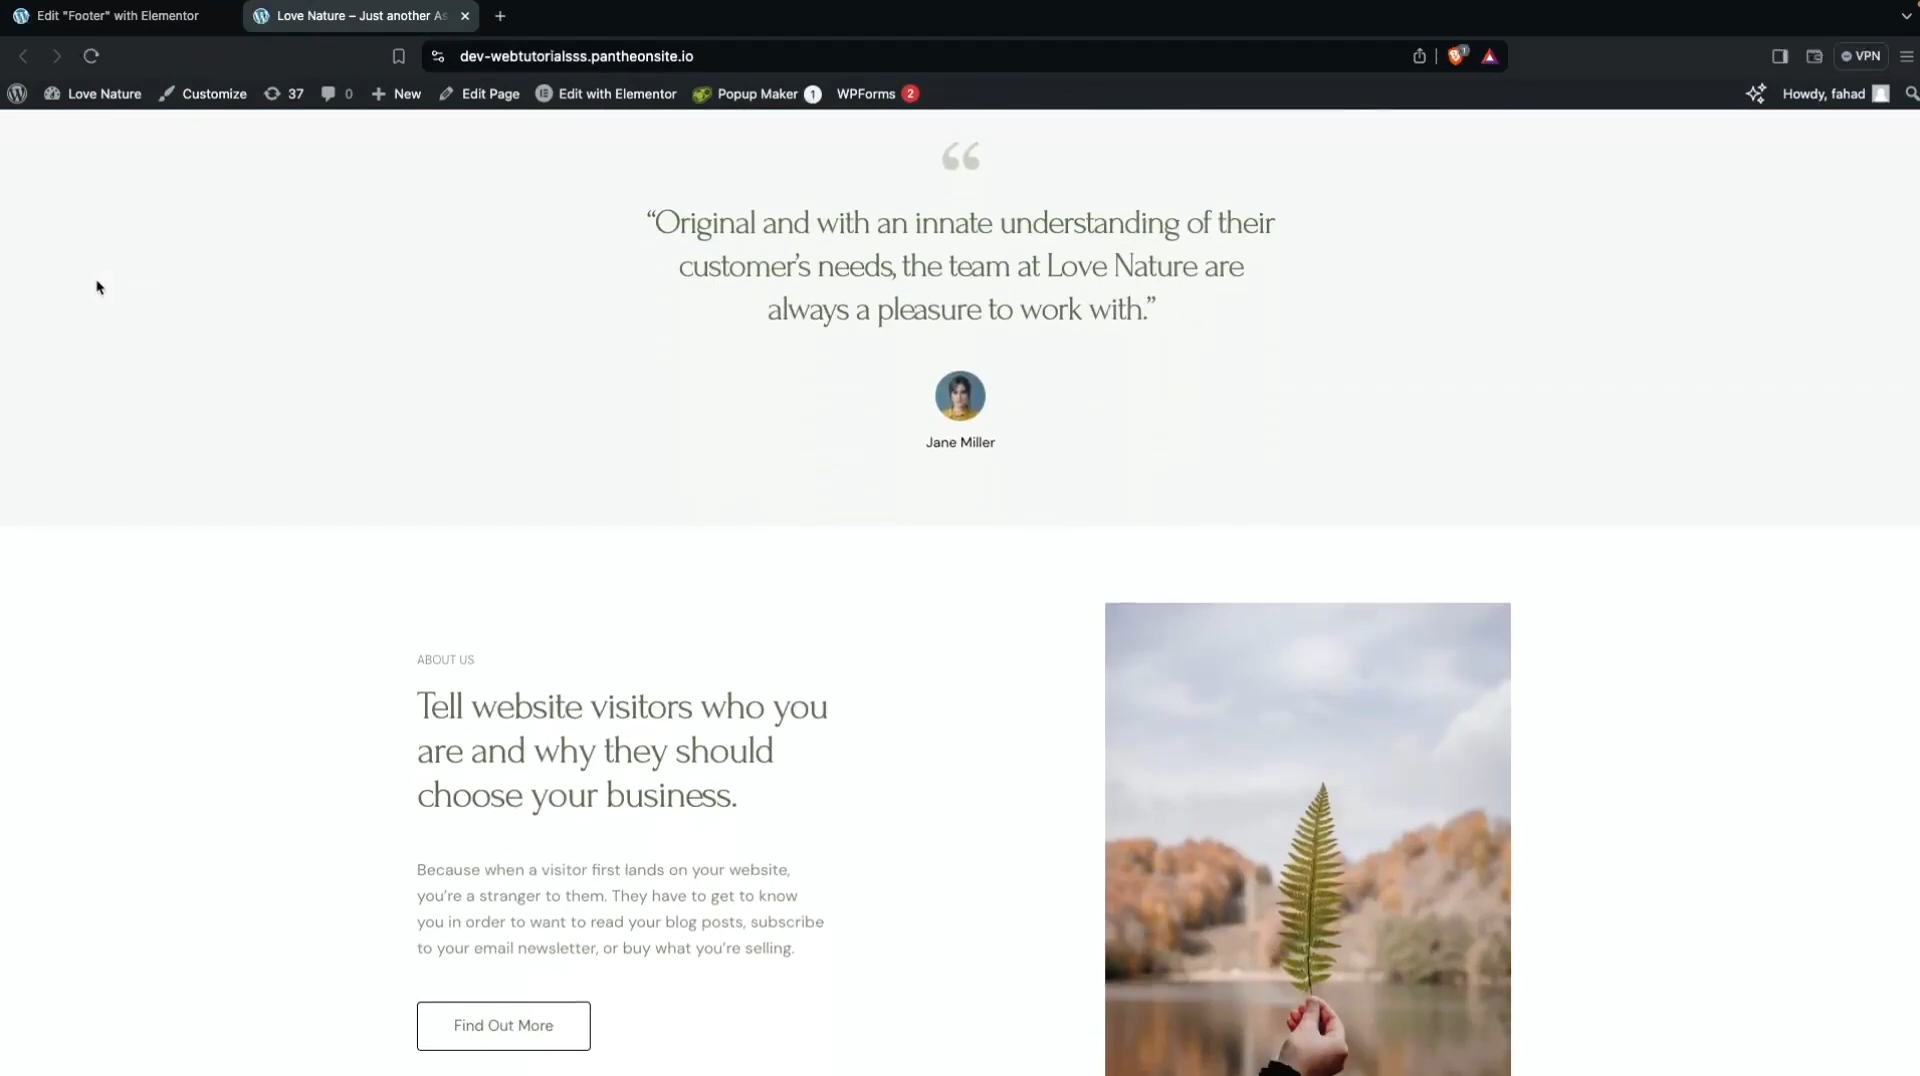 Edit "Footer" with Elementor
Love Nature – Just another As
dev-webtutorialsss.pantheonsite.io
1
VPN
Love Nature
Customize
37
0
New
Edit Page
Edit with Elementor
Popup Maker 1
WPForms 2
Howdy, fahad
“
“Original and with an innate understanding of their
customer’s needs, the team at Love Nature are
always a pleasure to work with.”
Jane Miller
ABOUT US
Tell website visitors who you
are and why they should
choose your business.
Because when a visitor first lands on your website,
you’re a stranger to them. They have to get to know
you in order to want to read your blog posts, subscribe
to your email newsletter, or buy what you’re selling.
Find Out More